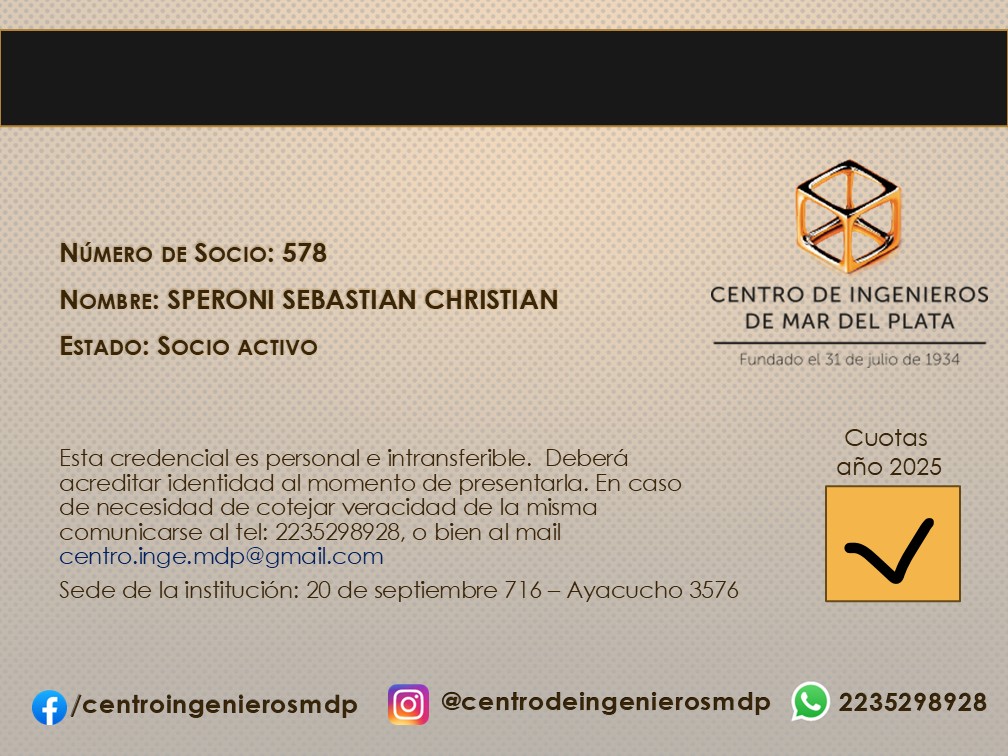 Número de Socio: 578
Nombre: SPERONI SEBASTIAN CHRISTIAN
Estado: Socio activo
CENTRO DE INGENIEROS
DE MAR DEL PLATA
Fundado el 31 de julio de 1934
Cuotas
año 2025
Esta credencial es personal e intransferible.  Deberá
acreditar identidad al momento de presentarla. En caso
de necesidad de cotejar veracidad de la misma
comunicarse al tel: 2235298928, o bien al mail
centro.inge.mdp@gmail.com
Sede de la institución: 20 de septiembre 716 – Ayacucho 3576
/centroingenierosmdp
@centrodeingenierosmdp
2235298928